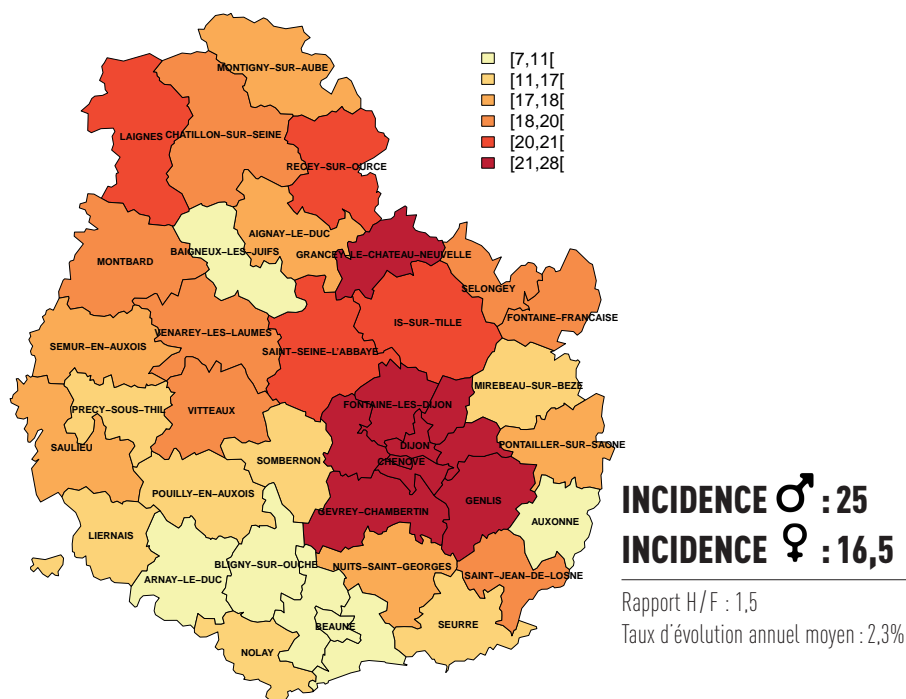 MONTIGNY–SUR–AUBE
[7,11[
[11,17[
[17,18[
[18,20[
[20,21[
[21,28[
LAIGNES
CHATILLON–SUR–SEINE
RECEY–SUR–OURCE
AIGNAY–LE–DUC
BAIGNEUX–LES–JUIFS
GRANCEY–LE–CHATEAU–NEUVELLE
MONTBARD
SELONGEY
FONTAINE–FRANCAISE
IS–SUR–TILLE
VENAREY–LES–LAUMES
SEMUR–EN–AUXOIS
SAINT–SEINE–L'ABBAYE
MIREBEAU–SUR–BEZE
PRECY–SOUS–THIL
VITTEAUX
FONTAINE–LES–DIJON
DIJON
PONTAILLER–SUR–SAONE
SAULIEU
SOMBERNON
CHENOVE
POUILLY–EN–AUXOIS
GENLIS
GEVREY–CHAMBERTIN
AUXONNE
LIERNAIS
BLIGNY–SUR–OUCHE
NUITS–SAINT–GEORGES
ARNAY–LE–DUC
SAINT–JEAN–DE–LOSNE
BEAUNE
SEURRE
NOLAY
INCIDENCE ♂ : 25
INCIDENCE ♀ : 16,5
Rapport H/F : 1,5
Taux d'évolution annuel moyen : 2,3%